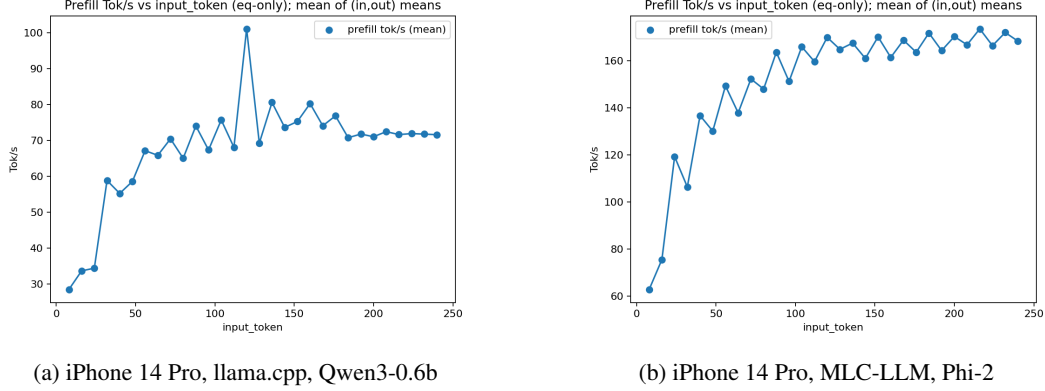 Prefill Tok/s vs input_token (eq-only); mean of (in,out) means
prefill tok/s (mean)
100
90
80
70
60
50
40
30
Tok/s
0
50
100
150
200
250
input_token
(a) iPhone 14 Pro, llama.cpp, Qwen3-0.6b
Prefill Tok/s vs input_token (eq-only); mean of (in,out) means
prefill tok/s (mean)
160
140
120
100
80
60
Tok/s
0
50
100
150
200
250
input_token
(b) iPhone 14 Pro, MLC-LLM, Phi-2